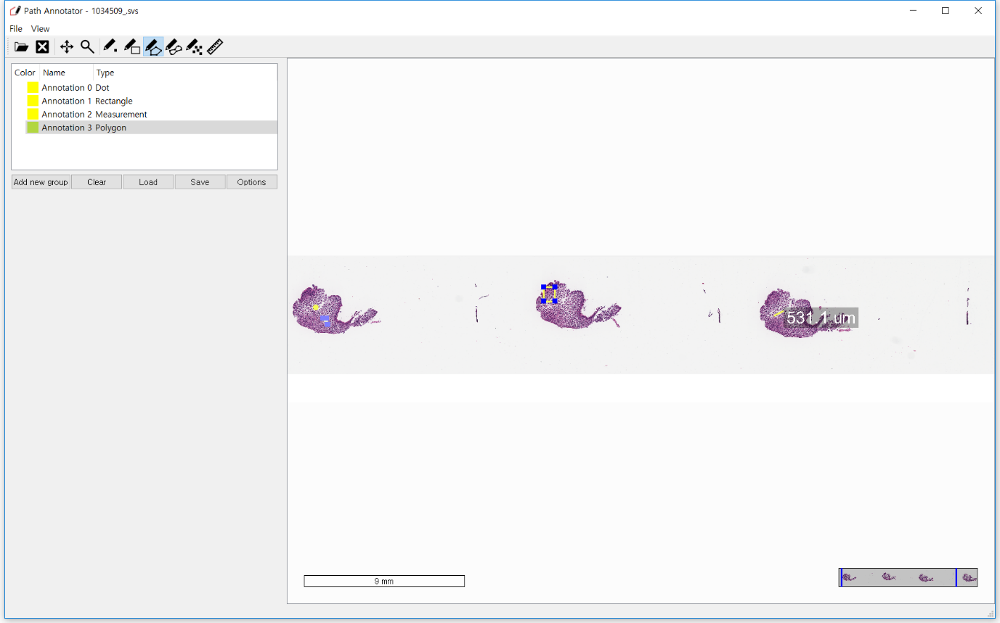 Path Annotator - 1034509_.svs
File View
Color Name Type
Annotation 0 Dot
Annotation 1 Rectangle
Annotation 2 Measurement
Annotation 3 Polygon
Add new group Clear Load Save Options
531.1 um
9 mm